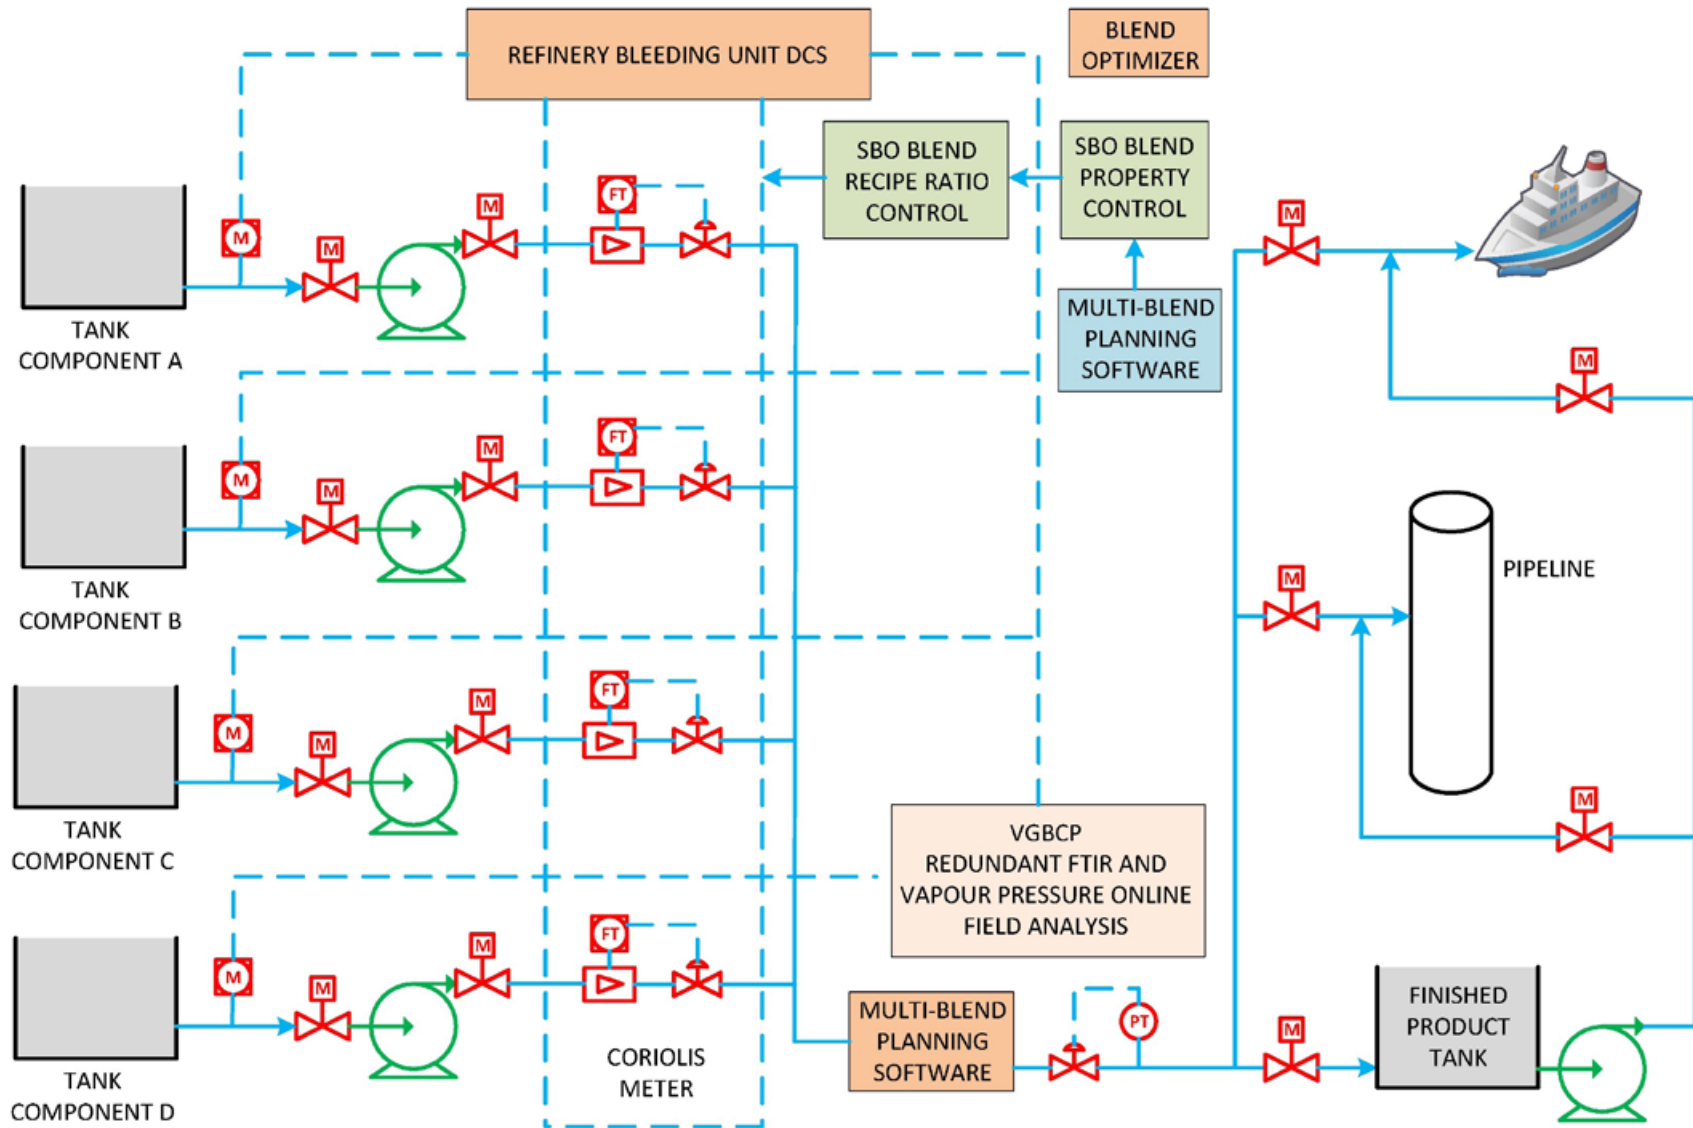 REFINERY BLEEDING UNIT DCS
BLEND
OPTIMIZER
SBO BLEND
RECIPE RATIO
CONTROL
SBO BLEND
PROPERTY
CONTROL
MULTI-BLEND
PLANNING
SOFTWARE
M
M
M
FT
TANK
COMPONENT A
M
M
M
FT
TANK
COMPONENT B
M
M
M
FT
TANK
COMPONENT C
M
M
M
FT
TANK
COMPONENT D
CORIOLIS
METER
VGBCP
REDUNDANT FTIR AND
VAPOUR PRESSURE ONLINE
FIELD ANALYSIS
MULTI-BLEND
PLANNING
SOFTWARE
PT
M
M
M
PIPELINE
M
M
FINISHED
PRODUCT
TANK